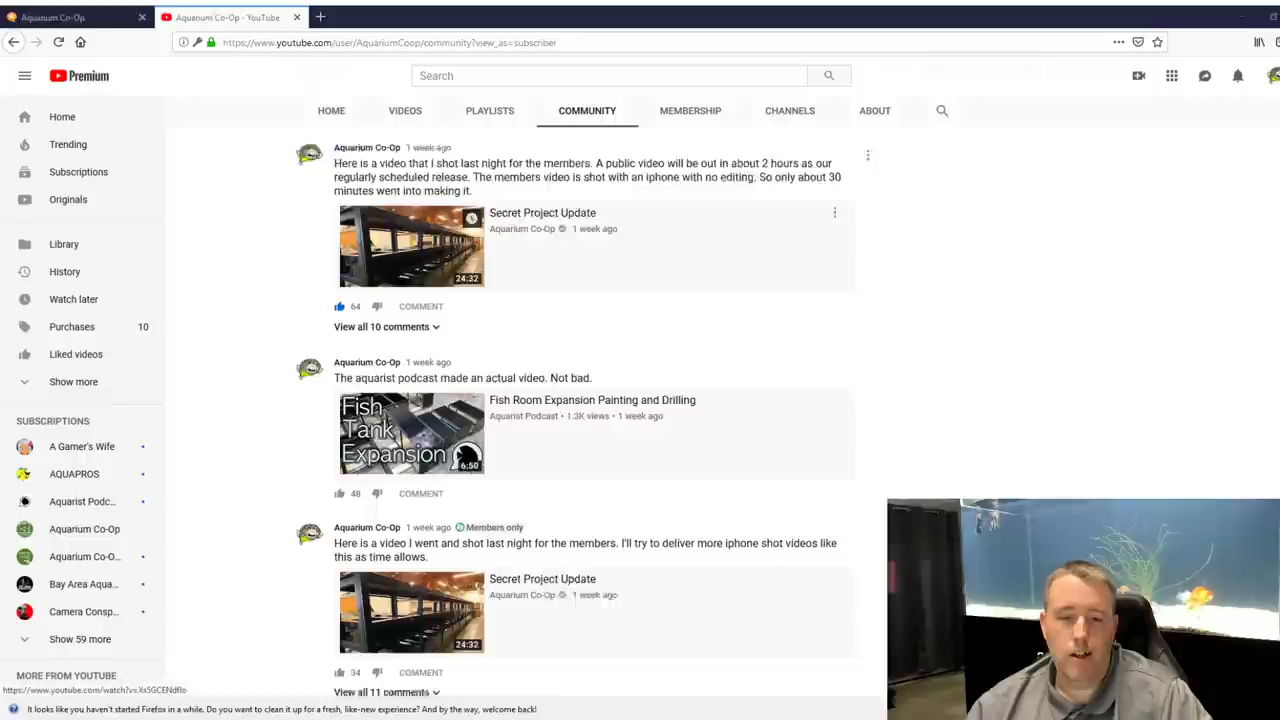 Aquarium Co-Op
Aquarium Co-Op - YouTube
https://www.youtube.com/user/AquariumCoop/community?view_as=subscriber
Premium
Search
HOME
VIDEOS
PLAYLISTS
COMMUNITY
MEMBERSHIP
CHANNELS
ABOUT
Home
Trending
Subscriptions
Originals
Library
History
Watch later
Purchases 10
Liked videos
Show more
SUBSCRIPTIONS
A Gamer's Wife
AQUAPROS
Aquarist Podc...
Aquarium Co-Op
Aquarium Co-O...
Bay Area Aqua...
Camera Consp...
Show 59 more
MORE FROM YOUTUBE
Aquarium Co-Op 1 week ago
Here is a video that I shot last night for the members. A public video will be out in about 2 hours as our
regularly scheduled release. The members video is shot with an iphone with no editing. So only about 30
minutes went into making it.
Secret Project Update
Aquarium Co-Op 1 week ago
24:32
64 COMMENT
View all 10 comments
Aquarium Co-Op 1 week ago
The aquarist podcast made an actual video. Not bad.
Fish Tank Expansion
6:50
Fish Room Expansion Painting and Drilling
Aquarist Podcast • 1.3K views • 1 week ago
48 COMMENT
Aquarium Co-Op 1 week ago Members only
Here is a video I went and shot last night for the members. I'll try to deliver more iphone shot videos like
this as time allows.
Secret Project Update
Aquarium Co-Op 1 week ago
24:32
34 COMMENT
View all 11 comments
It looks like you haven't started Firefox in a while. Do you want to clean it up for a fresh, like-new experience? And by the way, welcome back!